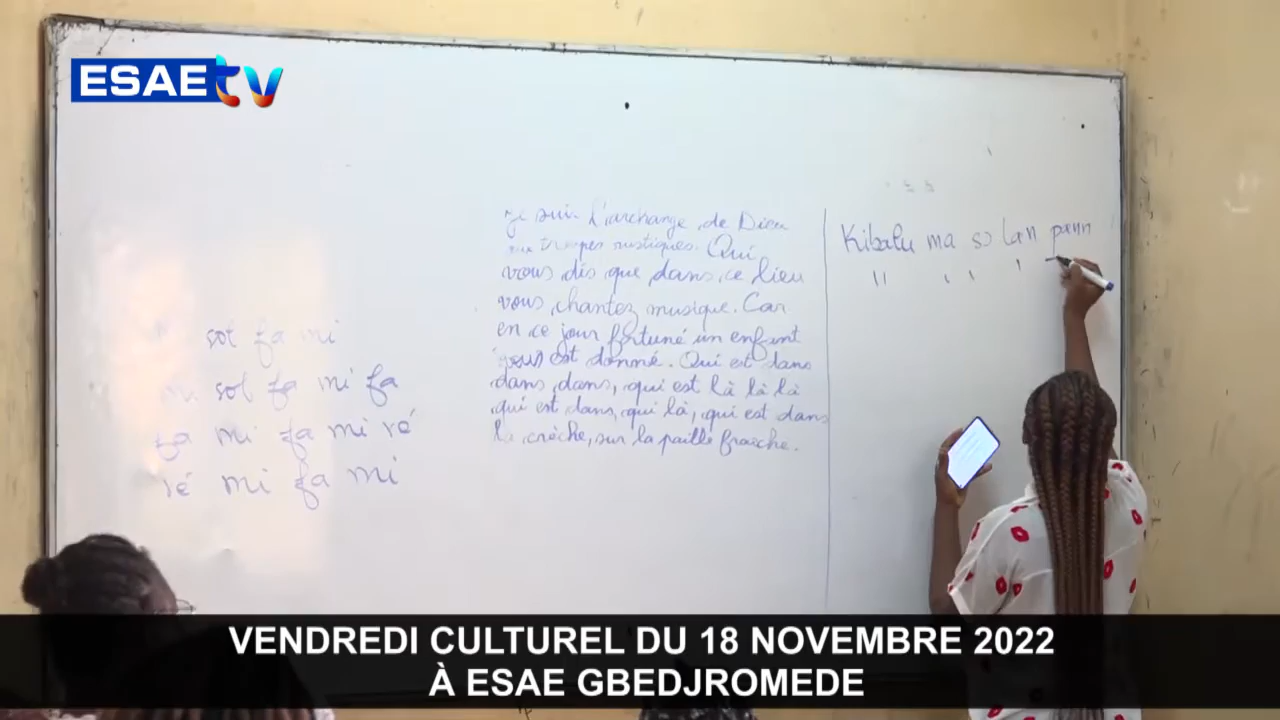 ESAEtv
sol fa mi
sol fa mi fa
fa mi fa mi ré
ré mi fa mi
je suis l'archange de Dieu
aux troupes rustiques. Qui
vous dis que dans ce lieu
vous chantez musique. Car
en ce jour fortuné un enfant
vous est donné. Qui est dans
dans, dans, qui est là là là
qui est dans, qui là, qui est dans
la crèche, sur la paille fraîche.
Kibalu ma so lan pann
VENDREDI CULTUREL DU 18 NOVEMBRE 2022
À ESAE GBEDJROMEDE